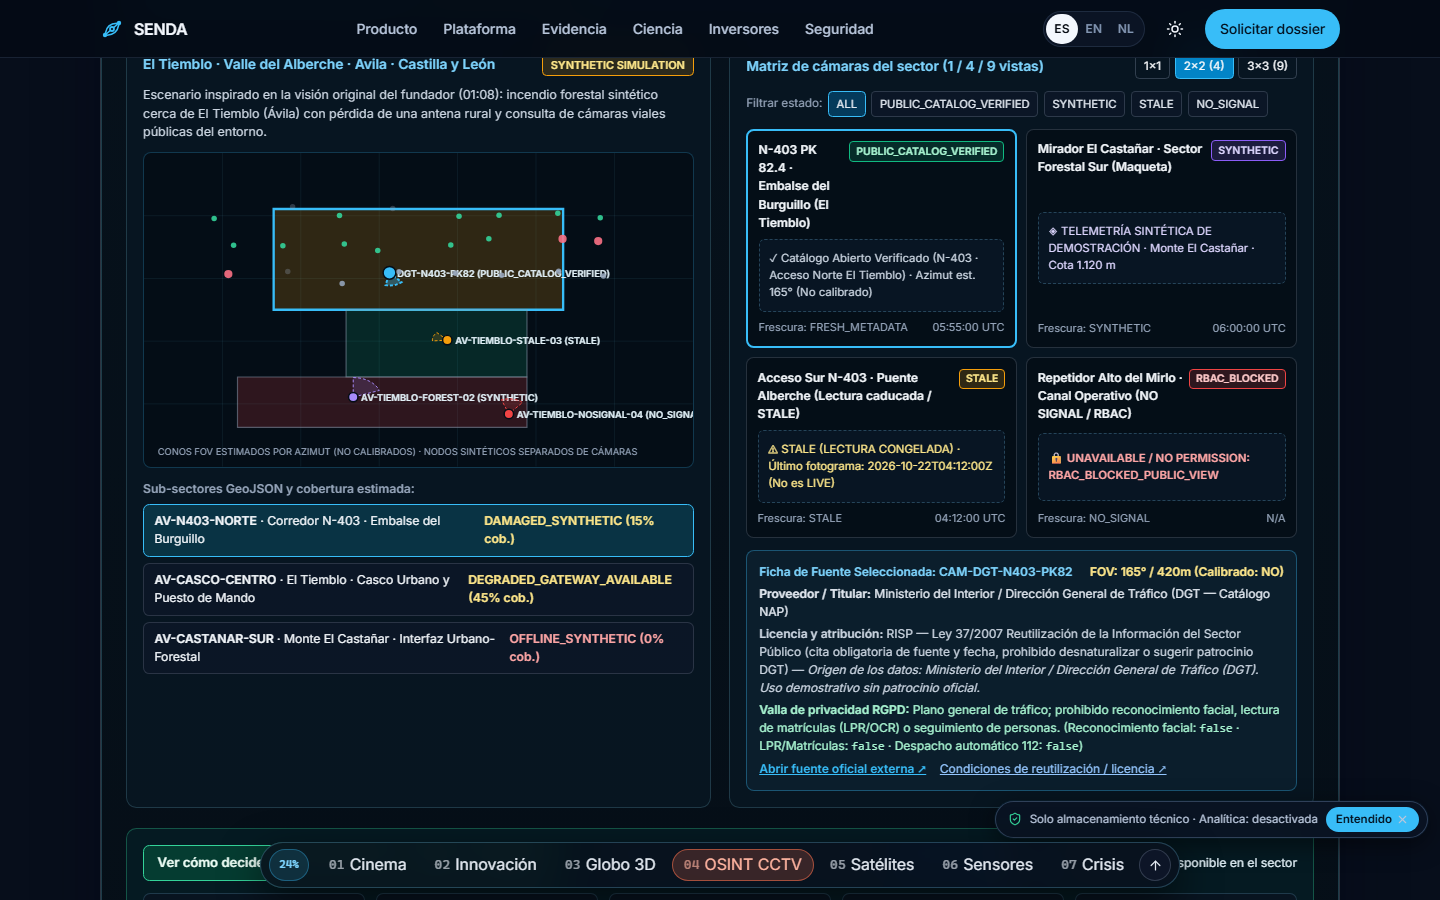 SENDA
Producto
Plataforma
Evidencia
Ciencia
Inversores
Seguridad
ES EN NL
Solicitar dossier
El Tiemblo · Valle del Alberche · Avila · Castilla y León
SYNTHETIC SIMULATION
Escenario inspirado en la visión original del fundador (01:08): incendio forestal sintético
cerca de El Tiemblo (Ávila) con pérdida de una antena rural y consulta de cámaras viales
públicas del entorno.
DGT-N403-PK82 (PUBLIC_CATALOG_VERIFIED)
AV-TIEMBLO-STALE-03 (STALE)
AV-TIEMBLO-FOREST-02 (SYNTHETIC)
AV-TIEMBLO-NOSIGNAL-04 (NO_SIGNA
CONOS FOV ESTIMADOS POR AZIMUT (NO CALIBRADOS) · NODOS SINTÉTICOS SEPARADOS DE CÁMARAS
Sub-sectores GeoJSON y cobertura estimada:
AV-N403-NORTE · Corredor N-403 · Embalse del
Burguillo
DAMAGED_SYNTHETIC (15%
cob.)
AV-CASCO-CENTRO · El Tiemblo · Casco Urbano y
Puesto de Mando
DEGRADED_GATEWAY_AVAILABLE
(45% cob.)
AV-CASTANAR-SUR · Monte El Castañar · Interfaz Urbano-
Forestal
OFFLINE_SYNTHETIC (0%
cob.)
Matriz de cámaras del sector (1 / 4 / 9 vistas)
1×1
2×2 (4)
3×3 (9)
Filtrar estado:
ALL
PUBLIC_CATALOG_VERIFIED
SYNTHETIC
STALE
NO_SIGNAL
N-403 PK
82.4 ·
Embalse del
Burguillo (El
Tiemblo)
PUBLIC_CATALOG_VERIFIED
✓ Catálogo Abierto Verificado (N-403 ·
Acceso Norte El Tiemblo) · Azimut est.
165° (No calibrado)
Frescura: FRESH_METADATA
05:55:00 UTC
Mirador El Castañar · Sector
Forestal Sur (Maqueta)
SYNTHETIC
◈ TELEMETRÍA SINTÉTICA DE
DEMOSTRACIÓN · Monte El Castañar ·
Cota 1.120 m
Frescura: SYNTHETIC
06:00:00 UTC
Acceso Sur N-403 · Puente
Alberche (Lectura caducada /
STALE)
STALE
⚠ STALE (LECTURA CONGELADA) ·
Último fotograma: 2026-10-22T04:12:00Z
(No es LIVE)
Frescura: STALE
04:12:00 UTC
Repetidor Alto del Mirlo ·
Canal Operativo (NO
SIGNAL / RBAC)
RBAC_BLOCKED
🔒 UNAVAILABLE / NO PERMISSION:
RBAC_BLOCKED_PUBLIC_VIEW
Frescura: NO_SIGNAL
N/A
Ficha de Fuente Seleccionada: CAM-DGT-N403-PK82
FOV: 165° / 420m (Calibrado: NO)
Proveedor / Titular: Ministerio del Interior / Dirección General de Tráfico (DGT — Catálogo
NAP)
Licencia y atribución: RISP — Ley 37/2007 Reutilización de la Información del Sector
Público (cita obligatoria de fuente y fecha, prohibido desnaturalizar o sugerir patrocinio
DGT) — Origen de los datos: Ministerio del Interior / Dirección General de Tráfico (DGT).
Uso demostrativo sin patrocinio oficial.
Valla de privacidad RGPD: Plano general de tráfico; prohibido reconocimiento facial, lectura
de matrículas (LPR/OCR) o seguimiento de personas. (Reconocimiento facial: false ·
LPR/Matrículas: false · Despacho automático 112: false)
Abrir fuente oficial externa ↗
Condiciones de reutilización / licencia ↗
Solo almacenamiento técnico · Analítica: desactivada
Entendido ✕
Ver cómo decide
sponible en el sector
24%
01 Cinema
02 Innovación
03 Globo 3D
04 OSINT CCTV
05 Satélites
06 Sensores
07 Crisis
↑